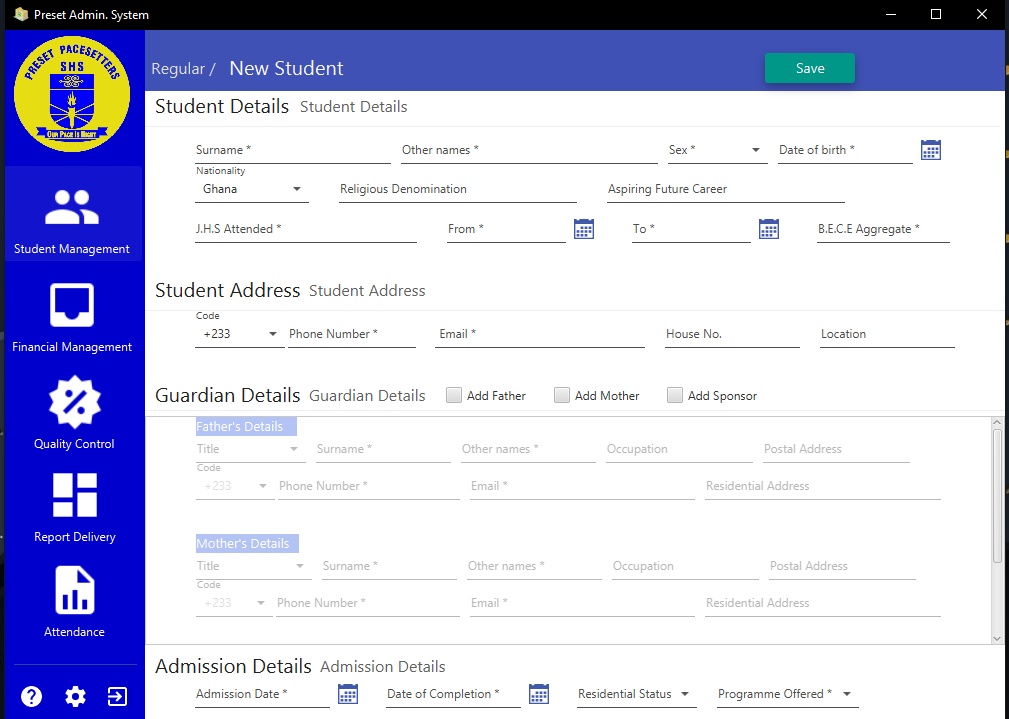 Preset Admin. System
PRESET PACESETTERS
SHS
OUR PACE IS MIGHT
Regular / New Student
Save
Student Details Student Details
Surname * Other names * Sex * Date of birth *
Nationality
Ghana Religious Denomination Aspiring Future Career
J.H.S Attended * From * To * B.E.C.E Aggregate *
Student Management
Student Address Student Address
Code
+233 Phone Number * Email * House No. Location
Financial Management
Guardian Details Guardian Details Add Father Add Mother Add Sponsor
Father's Details
Title Surname * Other names * Occupation Postal Address
Code
+233 Phone Number * Email * Residential Address
Quality Control
Mother's Details
Title Surname * Other names * Occupation Postal Address
Code
+233 Phone Number * Email * Residential Address
Report Delivery
Attendance
Admission Details Admission Details
Admission Date * Date of Completion * Residential Status Programme Offered *